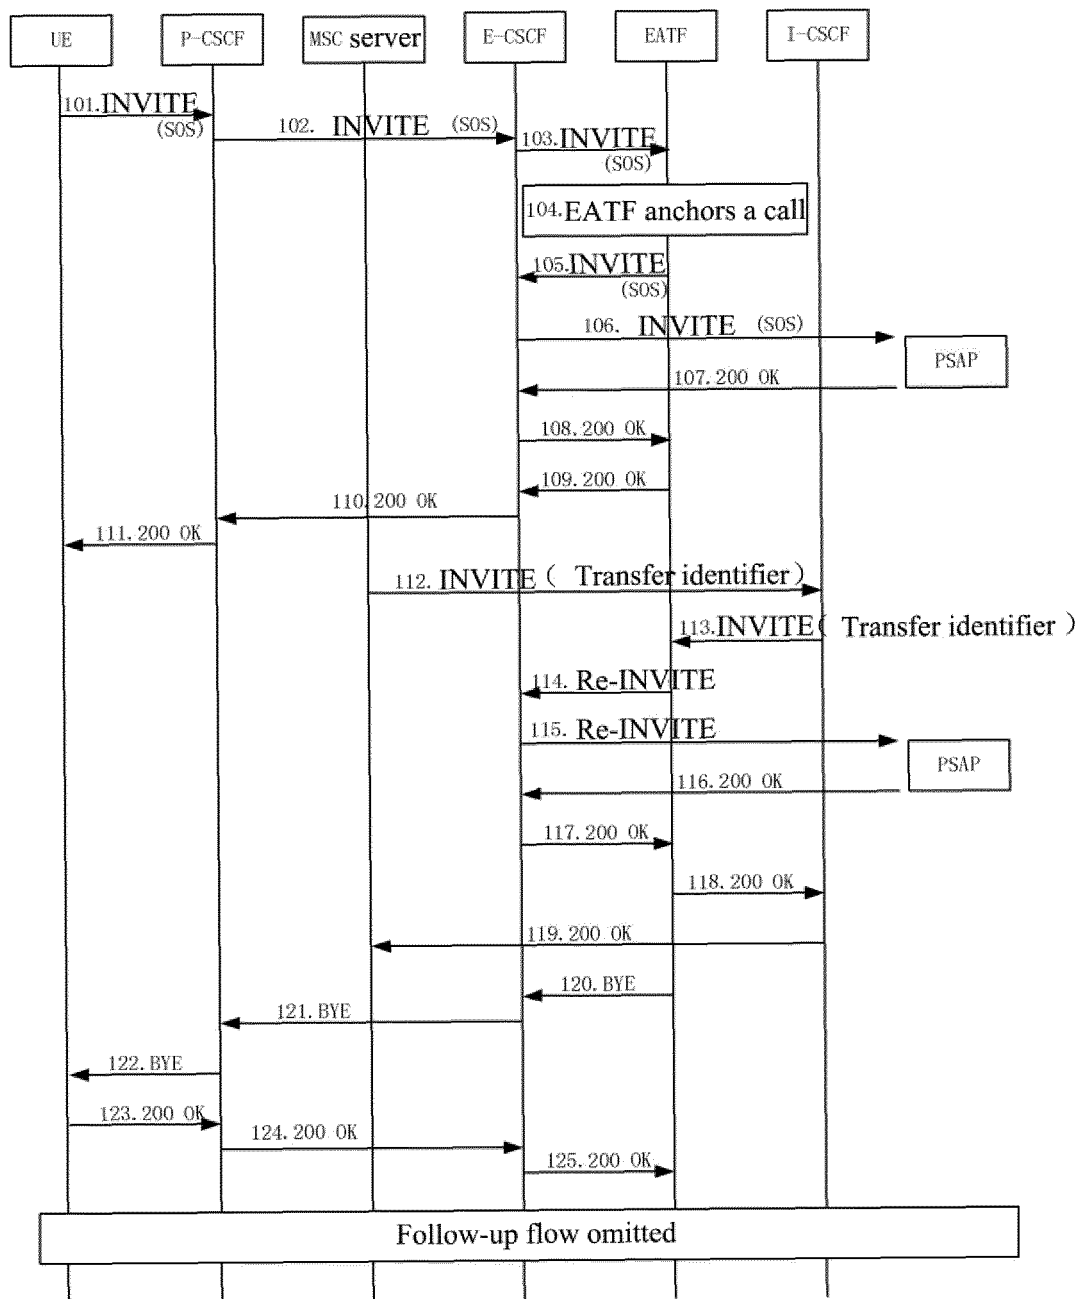 UE
P-CSCF
MSC server
E-CSCF
EATF
I-CSCF
101.INVITE
(SOS)
102. INVITE (SOS)
103.INVITE
(SOS)
104.EATF anchors a call
105.INVITE
(SOS)
106. INVITE (SOS)
PSAP
107.200 OK
108.200 OK
109.200 OK
110.200 OK
111.200 OK
112. INVITE( Transfer identifier)
113.INVITE( Transfer identifier)
114. Re-INVITE
115. Re-INVITE
PSAP
116.200 OK
117.200 OK
118.200 OK
119.200 OK
120.BYE
121.BYE
122.BYE
123.200 OK
124.200 OK
125.200 OK
Follow-up flow omitted